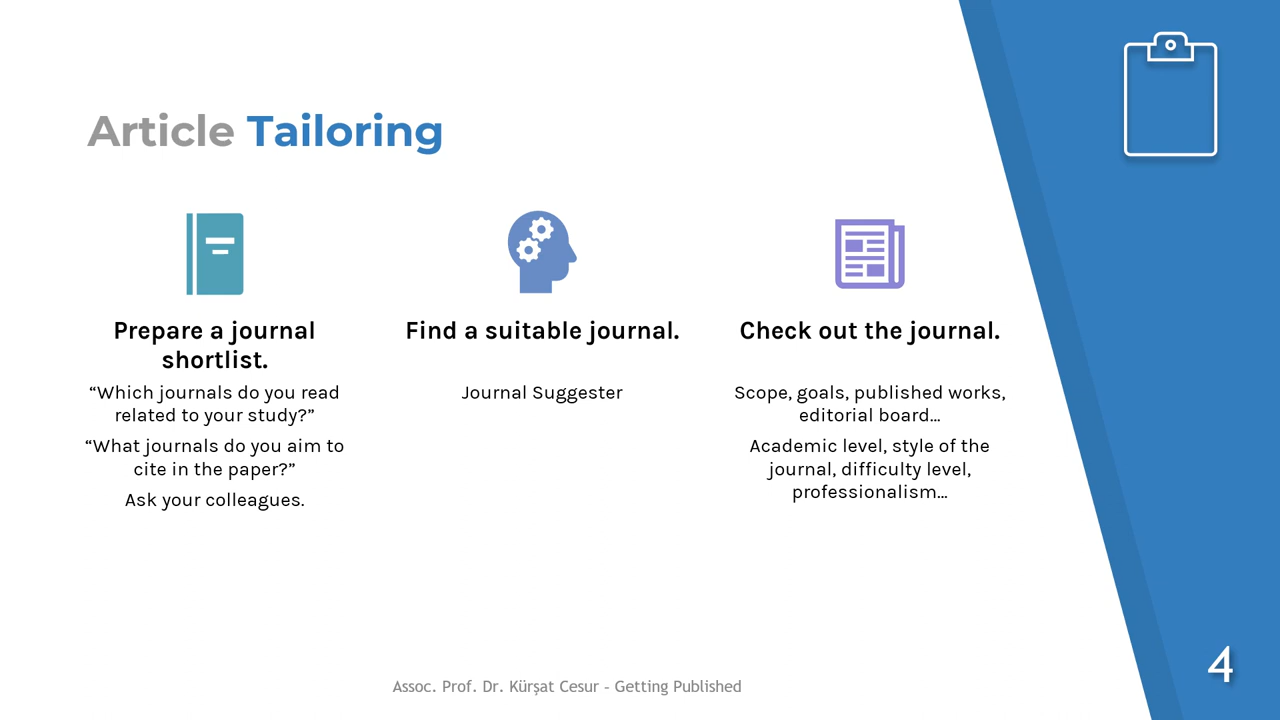 Article Tailoring
Prepare a journal
shortlist.
“Which journals do you read
related to your study?”
“What journals do you aim to
cite in the paper?”
Ask your colleagues.
Find a suitable journal.
Journal Suggester
Check out the journal.
Scope, goals, published works,
editorial board…
Academic level, style of the
journal, difficulty level,
professionalism…
Assoc. Prof. Dr. Kürşat Cesur - Getting Published
4